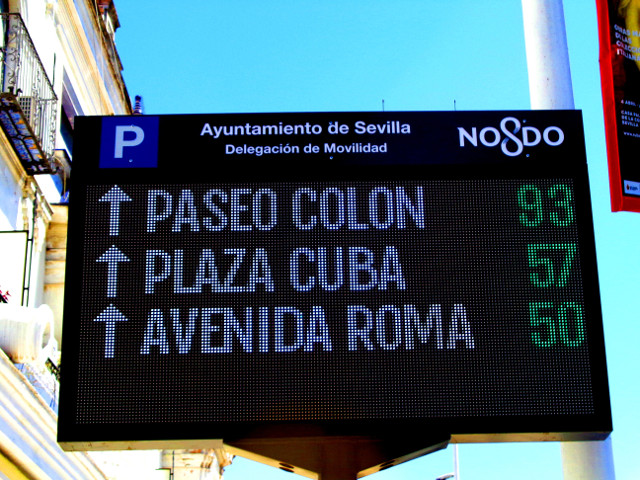 P
Ayuntamiento de Sevilla
Delegación de Movilidad
NO8DO
↑ PASEO COLON 93
↑ PLAZA CUBA 57
↑ AVENIDA ROMA 50